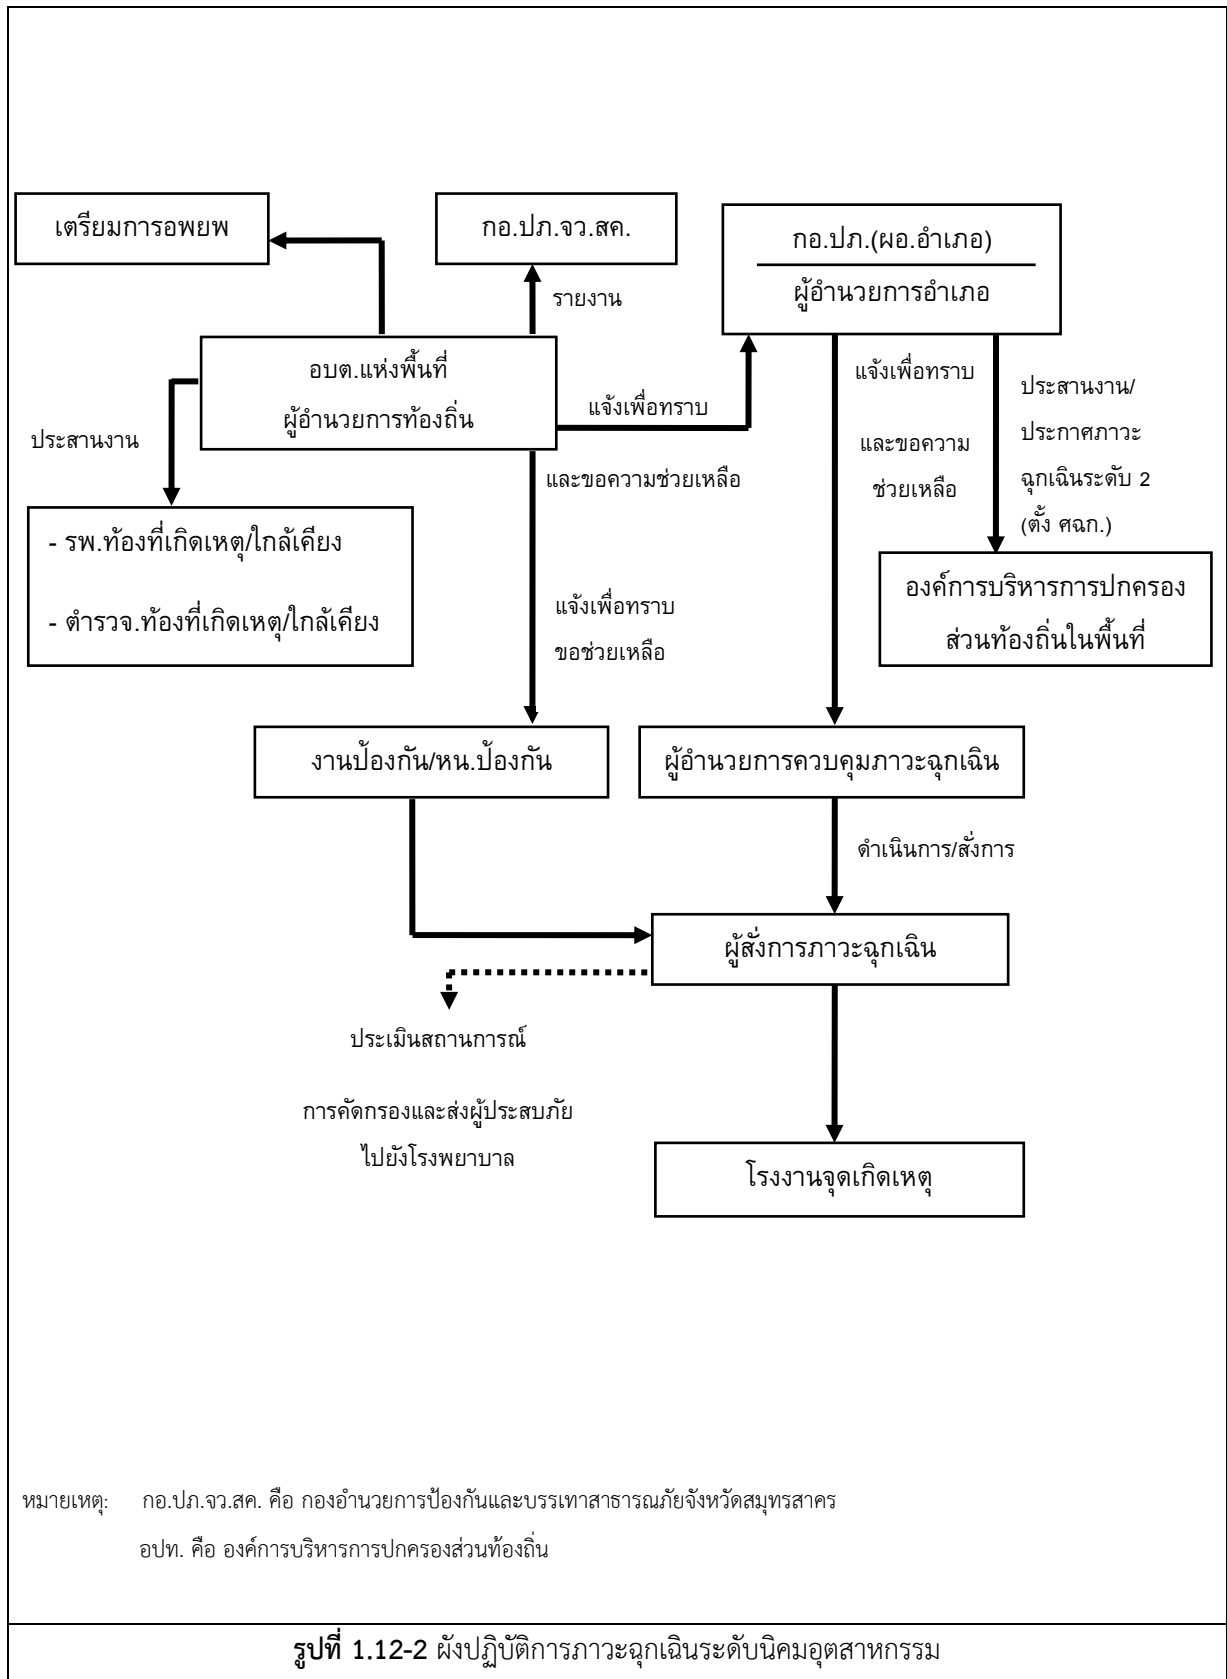 เตรียมการอพยพ
กอ.ปภ.จว.สค.
กอ.ปภ.(ผอ.อำเภอ)
ผู้อำนวยการอำเภอ
รายงาน
อบต.แห่งพื้นที่
ผู้อำนวยการท้องถิ่น
แจ้งเพื่อทราบ
และขอความช่วยเหลือ
ประสานงาน
- รพ.ท้องที่เกิดเหตุ/ใกล้เคียง
- ตำรวจ.ท้องที่เกิดเหตุ/ใกล้เคียง
แจ้งเพื่อทราบ
ขอช่วยเหลือ
แจ้งเพื่อทราบ
และขอความ
ช่วยเหลือ
ประสานงาน/
ประกาศภาวะ
ฉุกเฉินระดับ 2
(ตั้ง ศฉก.)
องค์การบริหารการปกครอง
ส่วนท้องถิ่นในพื้นที่
งานป้องกัน/หน.ป้องกัน
ผู้อำนวยการควบคุมภาวะฉุกเฉิน
ดำเนินการ/สั่งการ
ผู้สั่งการภาวะฉุกเฉิน
ประเมินสถานการณ์
การคัดกรองและส่งผู้ประสบภัย
ไปยังโรงพยาบาล
โรงงานจุดเกิดเหตุ
หมายเหตุ: กอ.ปภ.จว.สค. คือ กองอำนวยการป้องกันและบรรเทาสาธารณภัยจังหวัดสมุทรสาคร
อปท. คือ องค์การบริหารการปกครองส่วนท้องถิ่น
รูปที่ 1.12-2 ผังปฏิบัติการภาวะฉุกเฉินระดับนิคมอุตสาหกรรม